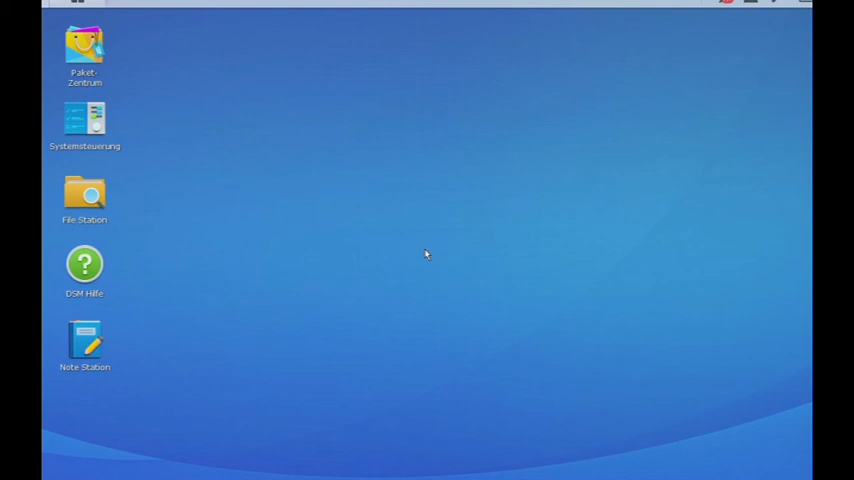 Paket-
Zentrum
Systemsteuerung
File Station
DSM Hilfe
Note Station